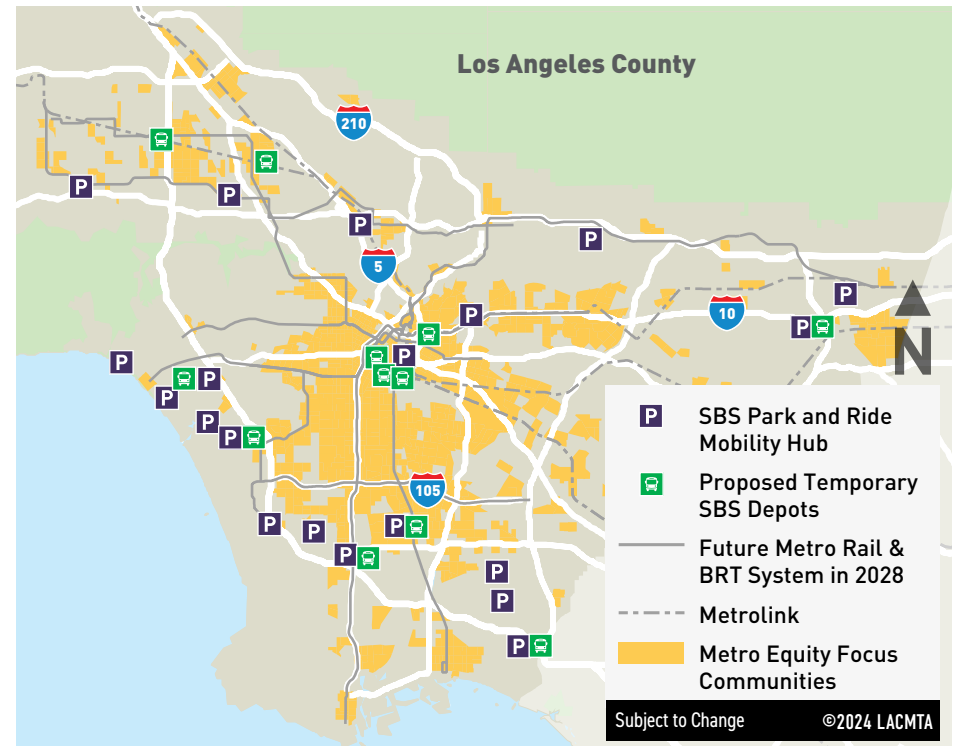 Los Angeles County
210
P
P
P
P
5
10
P
P
P
P
P
P
P
P
P
N
SBS Park and Ride
Mobility Hub
P
Proposed Temporary
SBS Depots
105
P
P
P
P
Future Metro Rail &
BRT System in 2028
P
P
Metrolink
P
Metro Equity Focus
Communities
Subject to Change
©2024 LACMTA